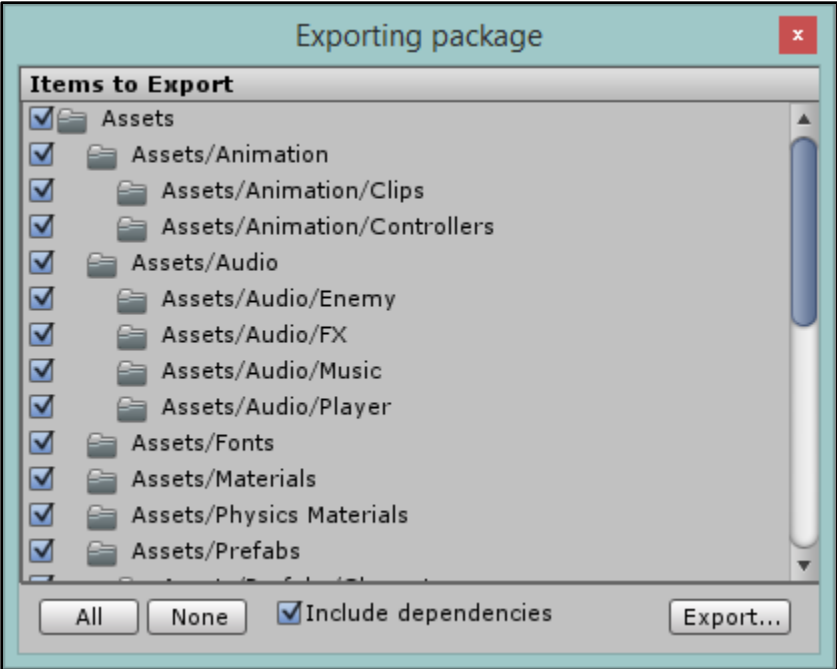 Exporting package
x
Items to Export
Assets
Assets/Animation
Assets/Animation/Clips
Assets/Animation/Controllers
Assets/Audio
Assets/Audio/Enemy
Assets/Audio/FX
Assets/Audio/Music
Assets/Audio/Player
Assets/Fonts
Assets/Materials
Assets/Physics Materials
Assets/Prefabs
All None Include dependencies Export...